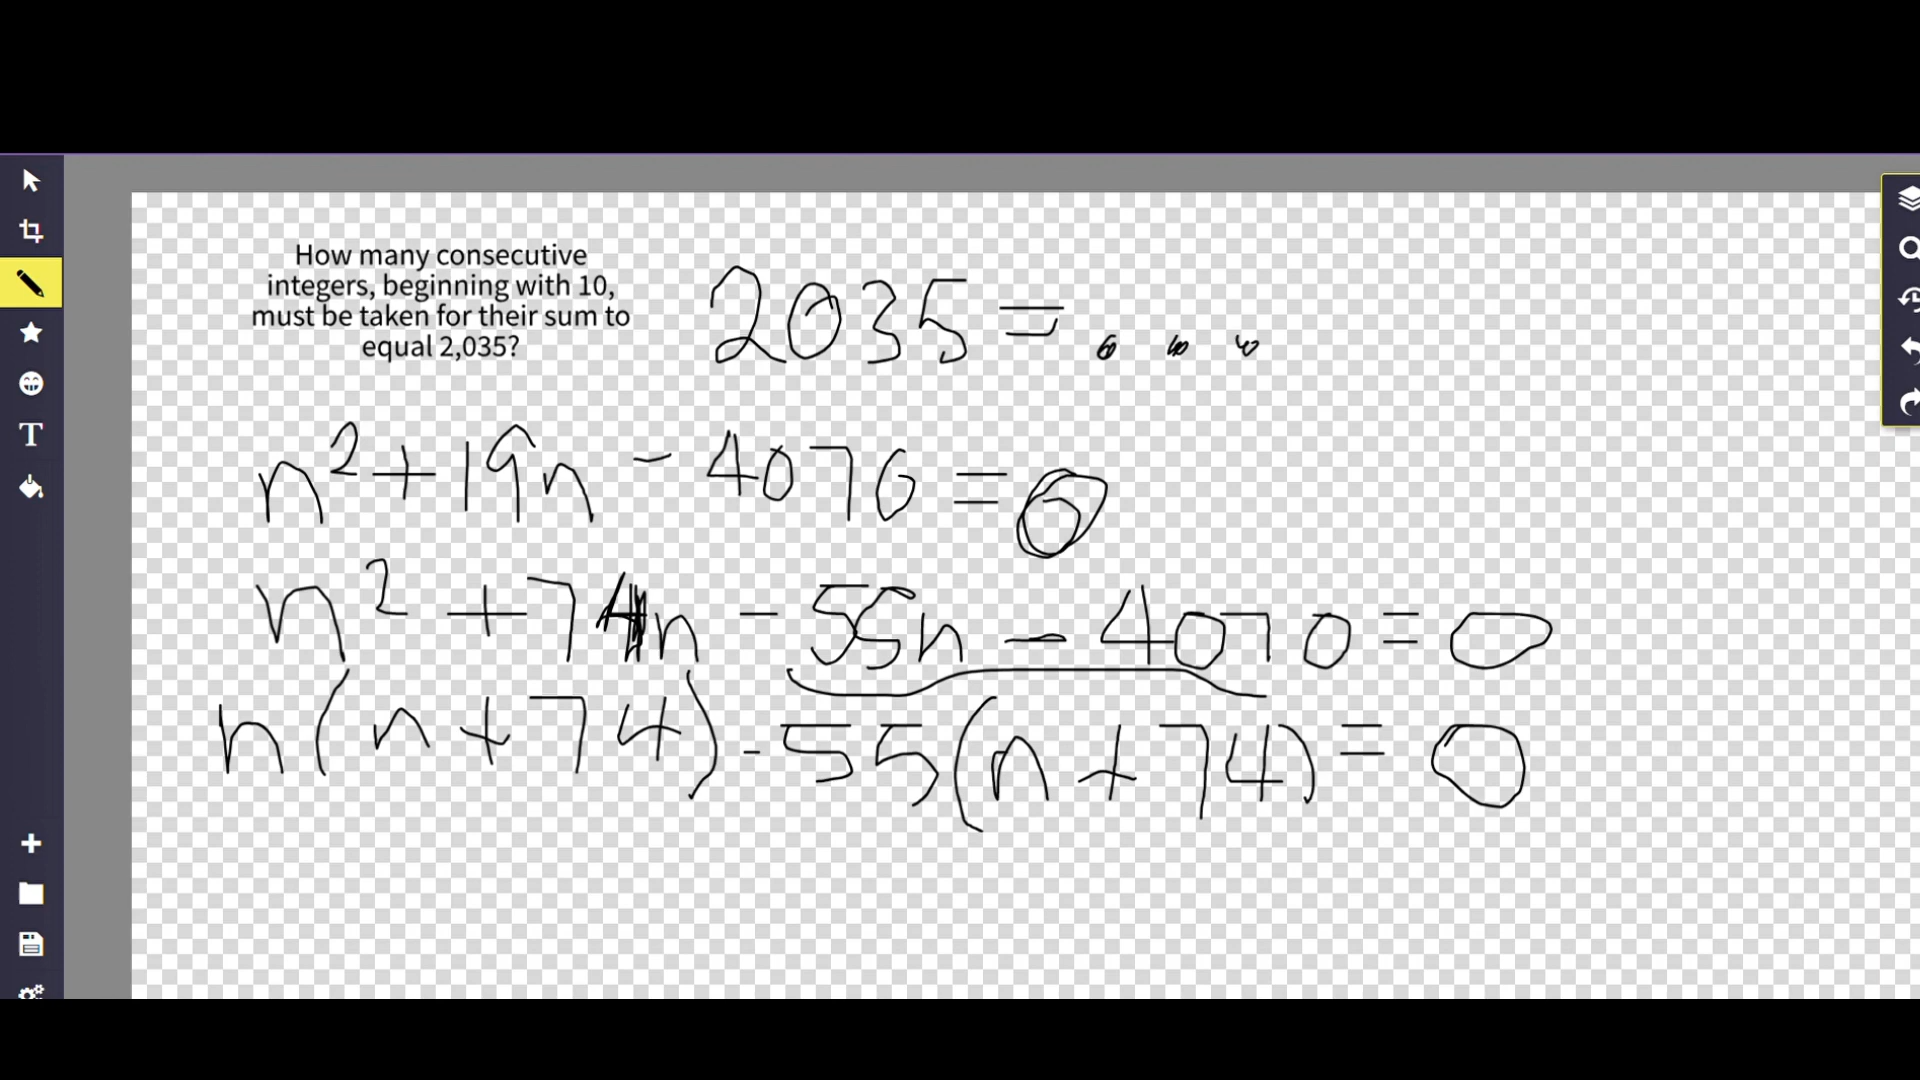 How many consecutive
integers, beginning with 10,
must be taken for their sum to
equal 2,035?
2035 = . . .
n² + 19n - 4070 = 0
n² + 74n - 55n - 4070 = 0
n(n + 74) - 55(n + 74) = 0
T